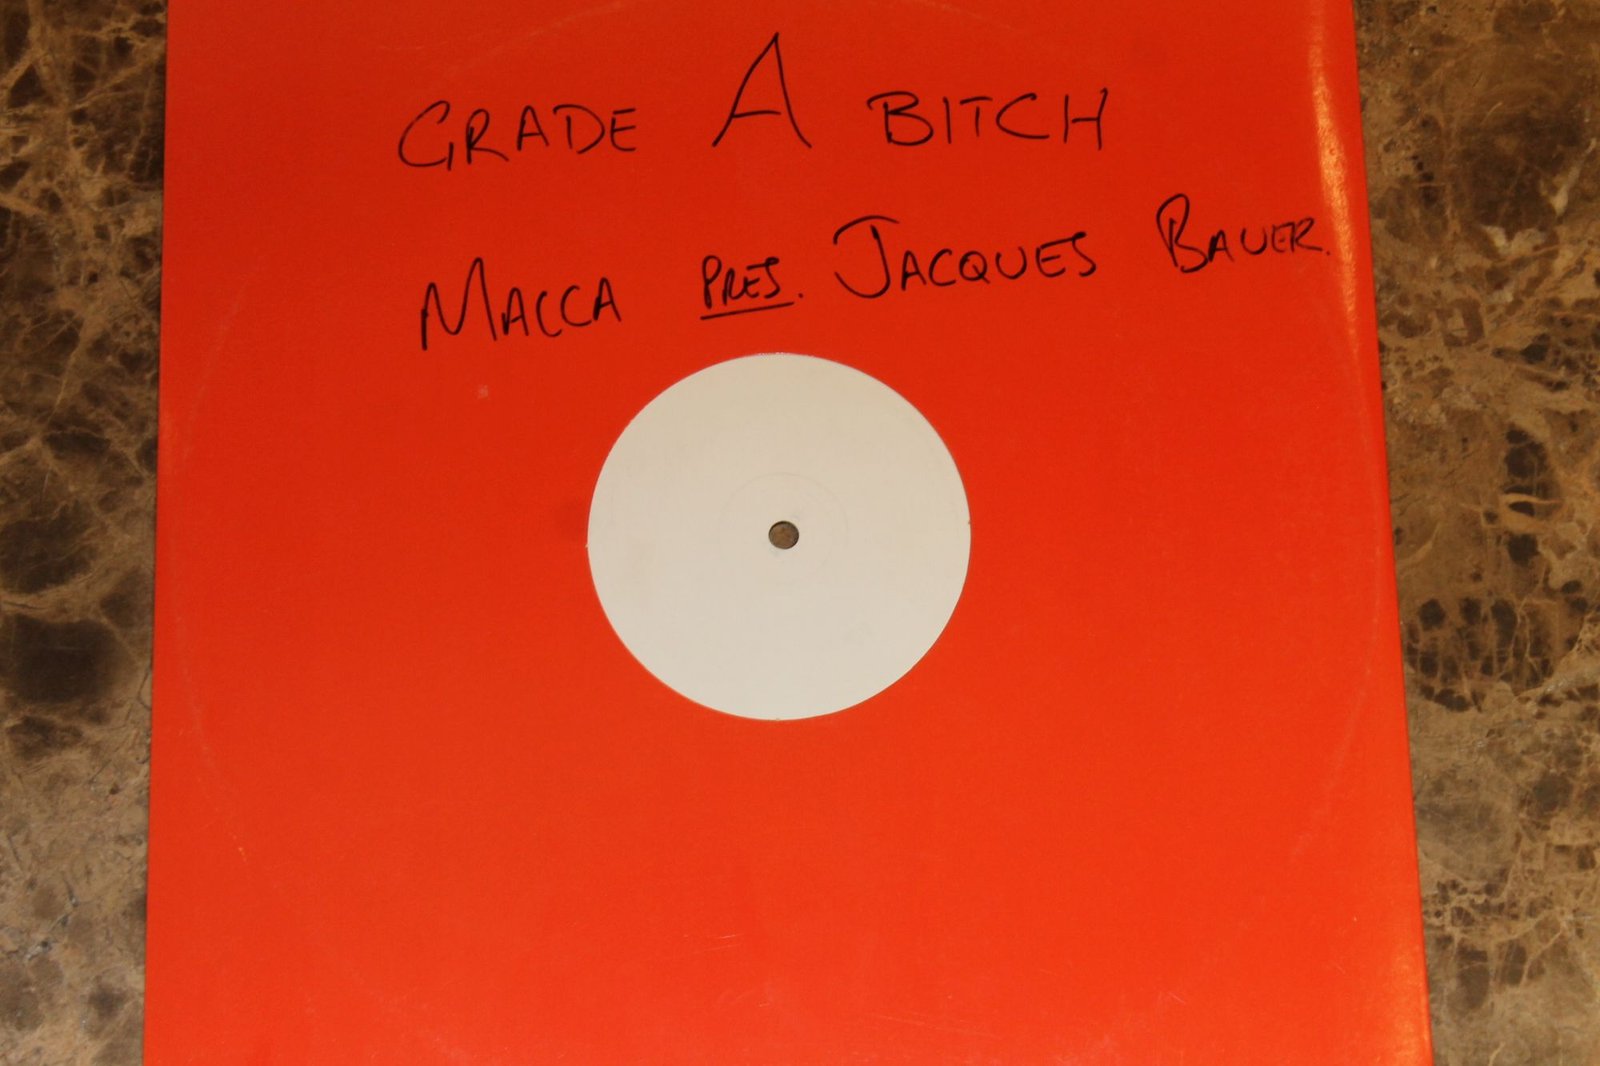 GRADE A BITCH
MACCA PRES. JACQUES BAUER.